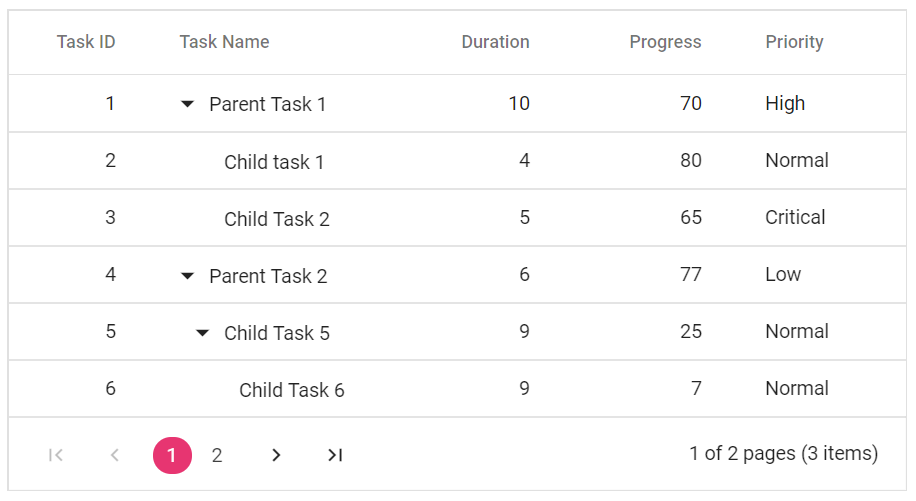 Task ID Task Name Duration Progress Priority
1 Parent Task 1 10 70 High
2 Child task 1 4 80 Normal
3 Child Task 2 5 65 Critical
4 Parent Task 2 6 77 Low
5 Child Task 5 9 25 Normal
6 Child Task 6 9 7 Normal
1 2 1 of 2 pages (3 items)